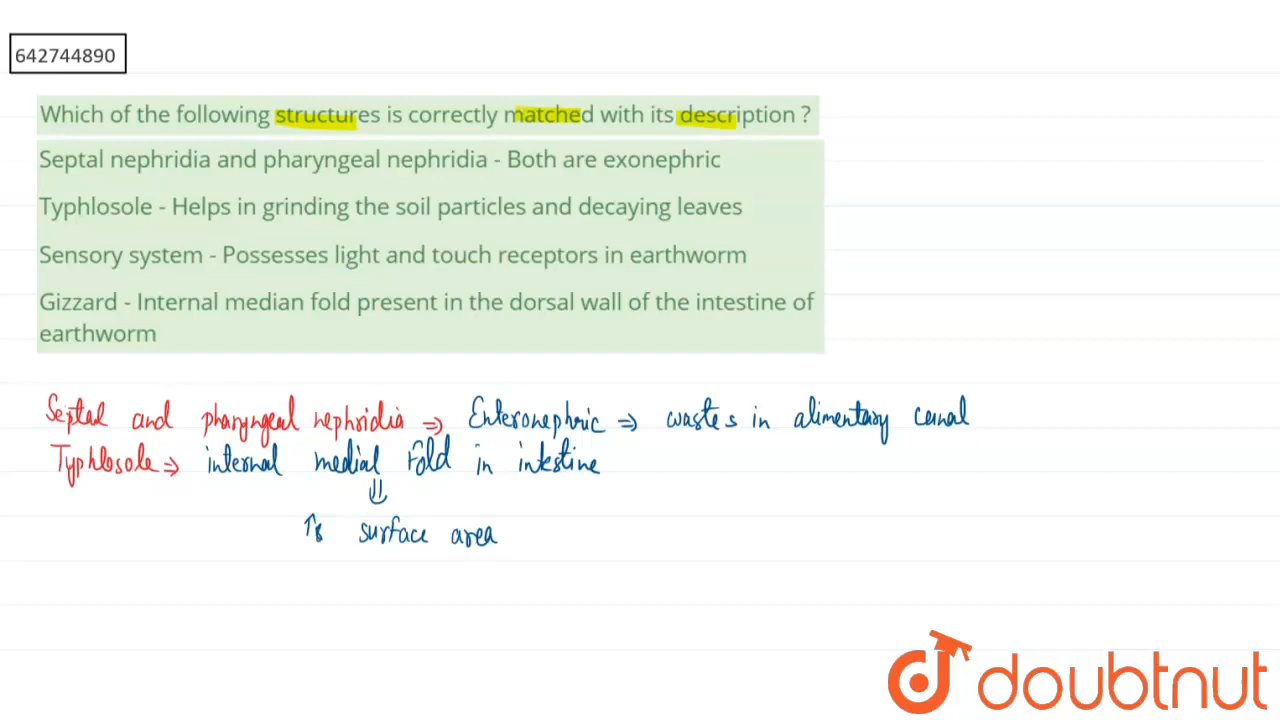 642744890
Which of the following structures is correctly matched with its description ?
Septal nephridia and pharyngeal nephridia - Both are exonephric
Typhlosole - Helps in grinding the soil particles and decaying leaves
Sensory system - Possesses light and touch receptors in earthworm
Gizzard - Internal median fold present in the dorsal wall of the intestine of
earthworm
Septal and pharyngeal nephridia ⇒ Enteronephric ⇒ wastes in alimentary canal
Typhlosole ⇒ internal medial fold in intestine
⇓
↑s surface area
doubtnut